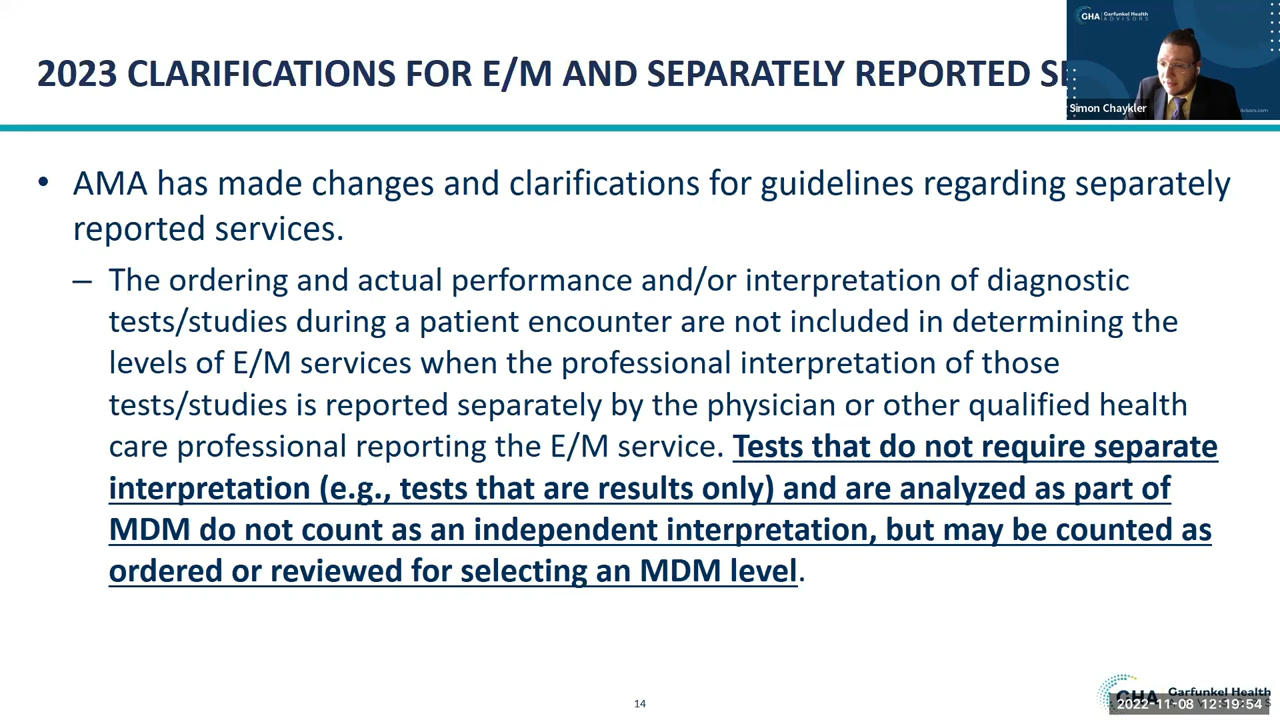 GHA Garfunkel Health
ADVISORS
2023 CLARIFICATIONS FOR E/M AND SEPARATELY REPORTED
Simon Chaykler
• AMA has made changes and clarifications for guidelines regarding separately
reported services.
– The ordering and actual performance and/or interpretation of diagnostic
tests/studies during a patient encounter are not included in determining the
levels of E/M services when the professional interpretation of those
tests/studies is reported separately by the physician or other qualified health
care professional reporting the E/M service. Tests that do not require separate
interpretation (e.g., tests that are results only) and are analyzed as part of
MDM do not count as an independent interpretation, but may be counted as
ordered or reviewed for selecting an MDM level.
14
GHA Garfunkel Health
2022-11-08 12:19:54